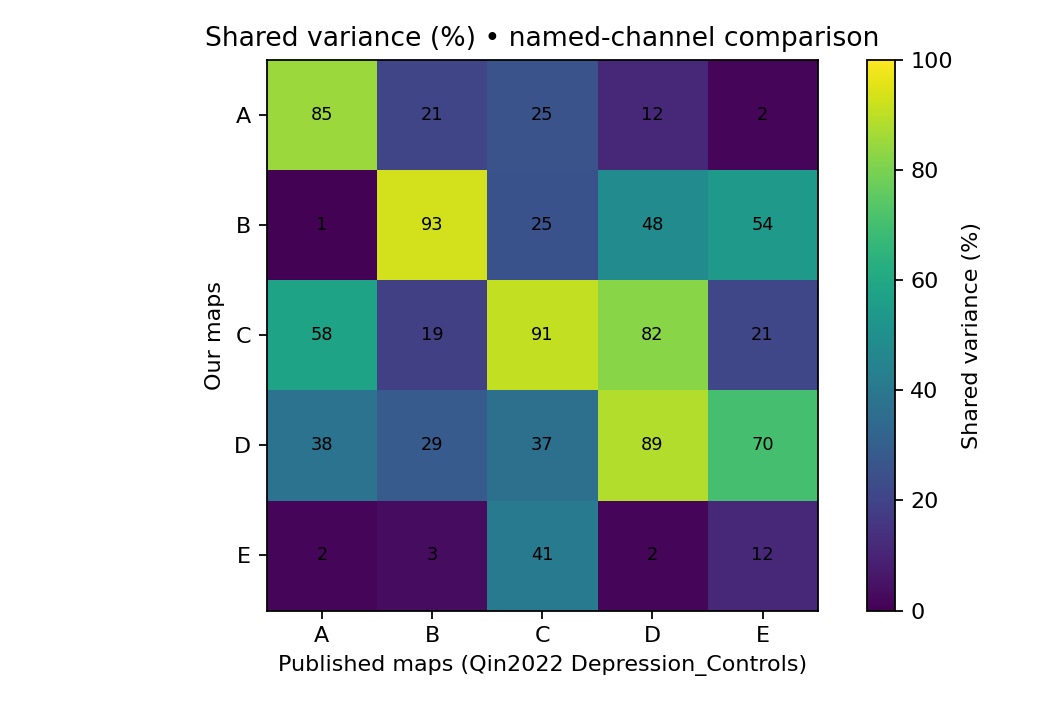 Shared variance (%) • named-channel comparison
A 85 21 25 12 2
B 1 93 25 48 54
C 58 19 91 82 21
D 38 29 37 89 70
E 2 3 41 2 12
A B C D E
Published maps (Qin2022 Depression_Controls)
Our maps
100
80
60
40
20
0
Shared variance (%)